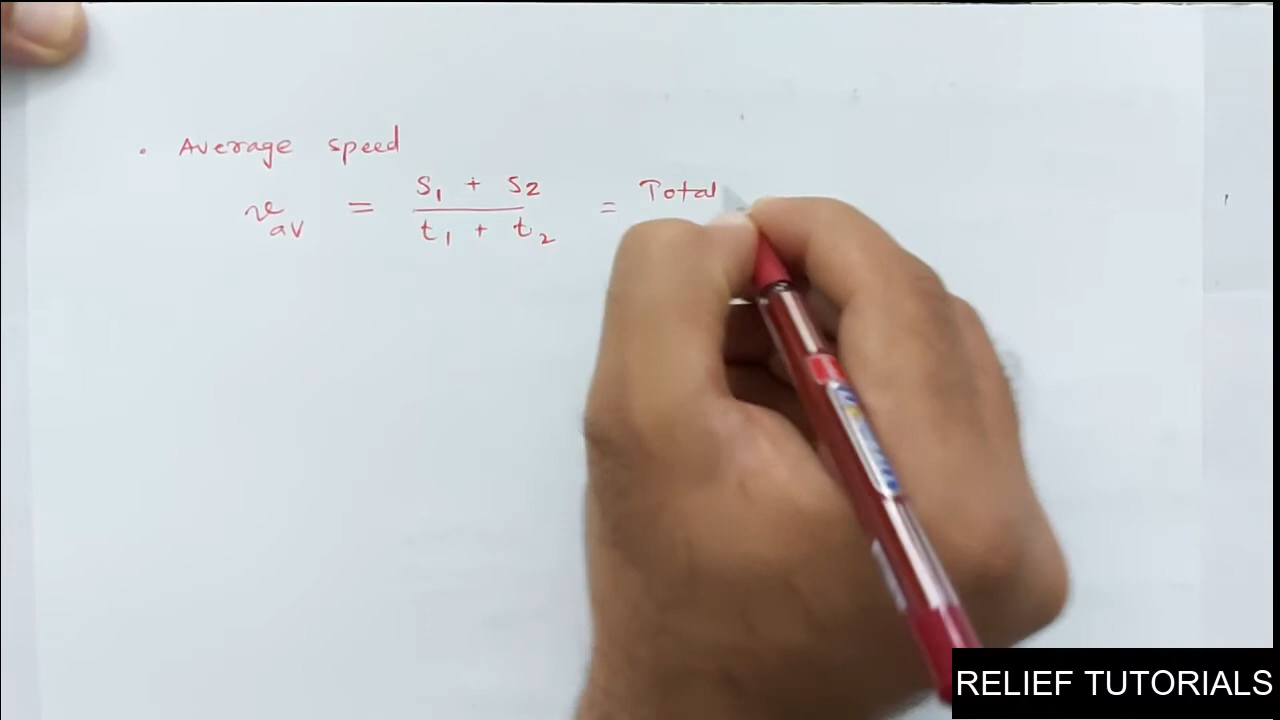 . Average speed
v_av = (s₁ + s₂) / (t₁ + t₂) = Total
RELIEF TUTORIALS